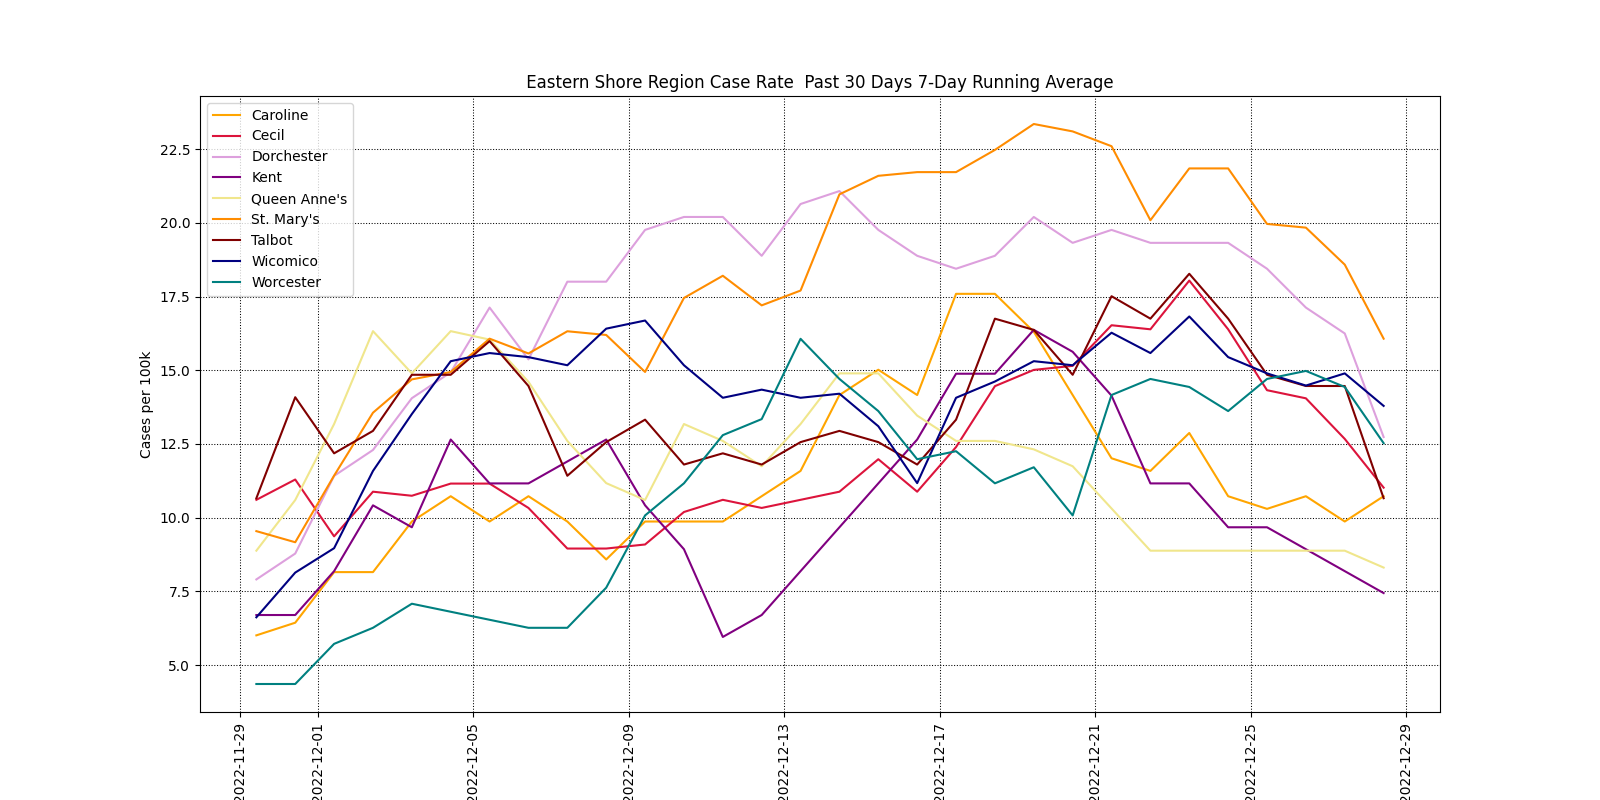 Eastern Shore Region Case Rate  Past 30 Days 7-Day Running Average
Caroline
Cecil
Dorchester
Kent
Queen Anne's
St. Mary's
Talbot
Wicomico
Worcester
Cases per 100k
22.5
20.0
17.5
15.0
12.5
10.0
7.5
5.0
2022-11-29
2022-12-01
2022-12-05
2022-12-09
2022-12-13
2022-12-17
2022-12-21
2022-12-25
2022-12-29